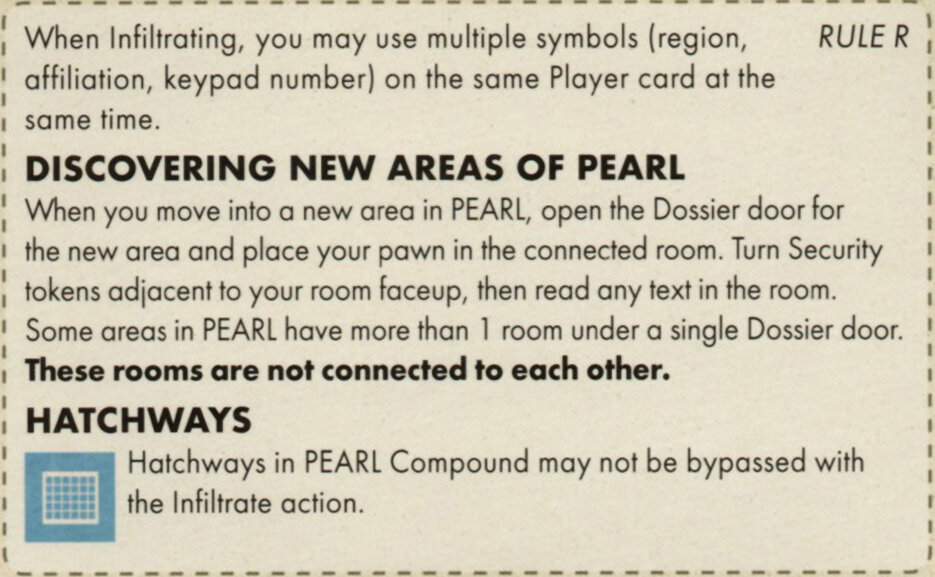 When Infiltrating, you may use multiple symbols (region, RULE R
affiliation, keypad number) on the same Player card at the
same time.
DISCOVERING NEW AREAS OF PEARL
When you move into a new area in PEARL, open the Dossier door for
the new area and place your pawn in the connected room. Turn Security
tokens adjacent to your room faceup, then read any text in the room.
Some areas in PEARL have more than 1 room under a single Dossier door.
These rooms are not connected to each other.
HATCHWAYS
Hatchways in PEARL Compound may not be bypassed with
the Infiltrate action.